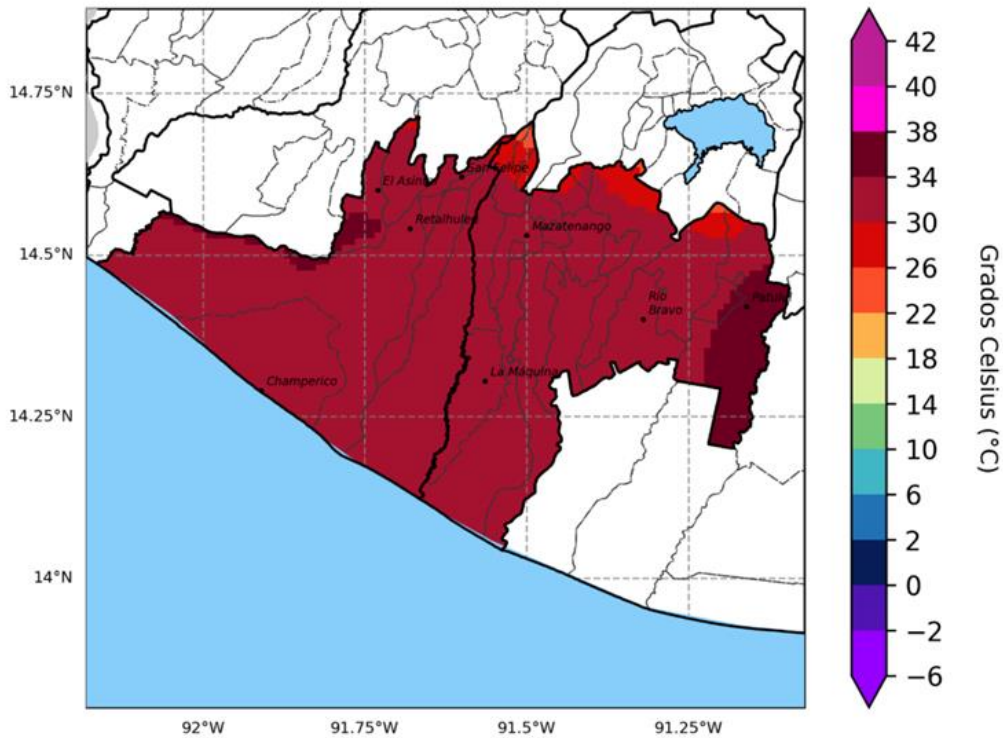 14.75°N
14.5°N
14.25°N
14°N
92°W
91.75°W
91.5°W
91.25°W
San Felipe
El Asintal
Retalhuleu
Mazatenango
Patulul
Río
Bravo
La Máquina
Champerico
42
40
38
34
30
26
22
18
14
10
6
2
0
−2
−6
Grados Celsius (°C)